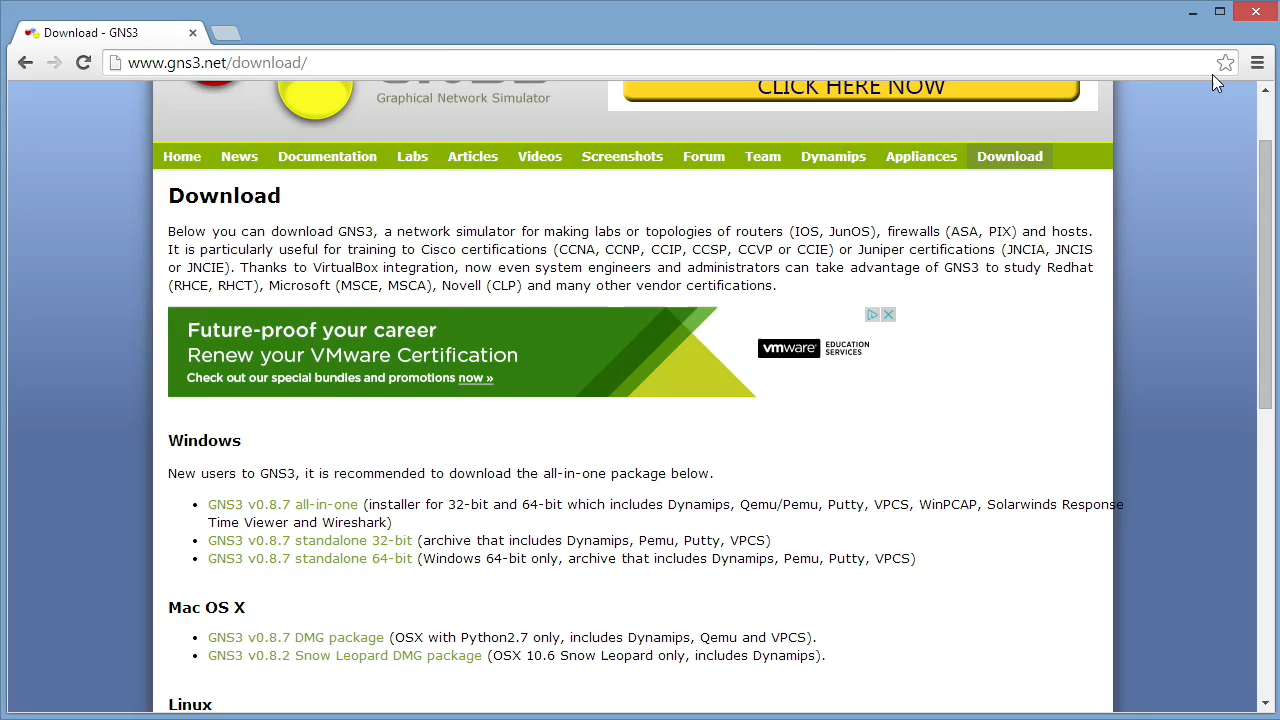 Download - GNS3
www.gns3.net/download/
Graphical Network Simulator
CLICK HERE NOW
Home News Documentation Labs Articles Videos Screenshots Forum Team Dynamips Appliances Download
Download
Below you can download GNS3, a network simulator for making labs or topologies of routers (IOS, JunOS), firewalls (ASA, PIX) and hosts.
It is particularly useful for training to Cisco certifications (CCNA, CCNP, CCIP, CCSP, CCVP or CCIE) or Juniper certifications (JNCIA, JNCIS
or JNCIE). Thanks to VirtualBox integration, now even system engineers and administrators can take advantage of GNS3 to study Redhat
(RHCE, RHCT), Microsoft (MSCE, MSCA), Novell (CLP) and many other vendor certifications.
Future-proof your career
Renew your VMware Certification
Check out our special bundles and promotions now »
vmware® EDUCATION
SERVICES
Windows
New users to GNS3, it is recommended to download the all-in-one package below.
• GNS3 v0.8.7 all-in-one (installer for 32-bit and 64-bit which includes Dynamips, Qemu/Pemu, Putty, VPCS, WinPCAP, Solarwinds Response
Time Viewer and Wireshark)
• GNS3 v0.8.7 standalone 32-bit (archive that includes Dynamips, Pemu, Putty, VPCS)
• GNS3 v0.8.7 standalone 64-bit (Windows 64-bit only, archive that includes Dynamips, Pemu, Putty, VPCS)
Mac OS X
• GNS3 v0.8.7 DMG package (OSX with Python2.7 only, includes Dynamips, Qemu and VPCS).
• GNS3 v0.8.2 Snow Leopard DMG package (OSX 10.6 Snow Leopard only, includes Dynamips).
Linux